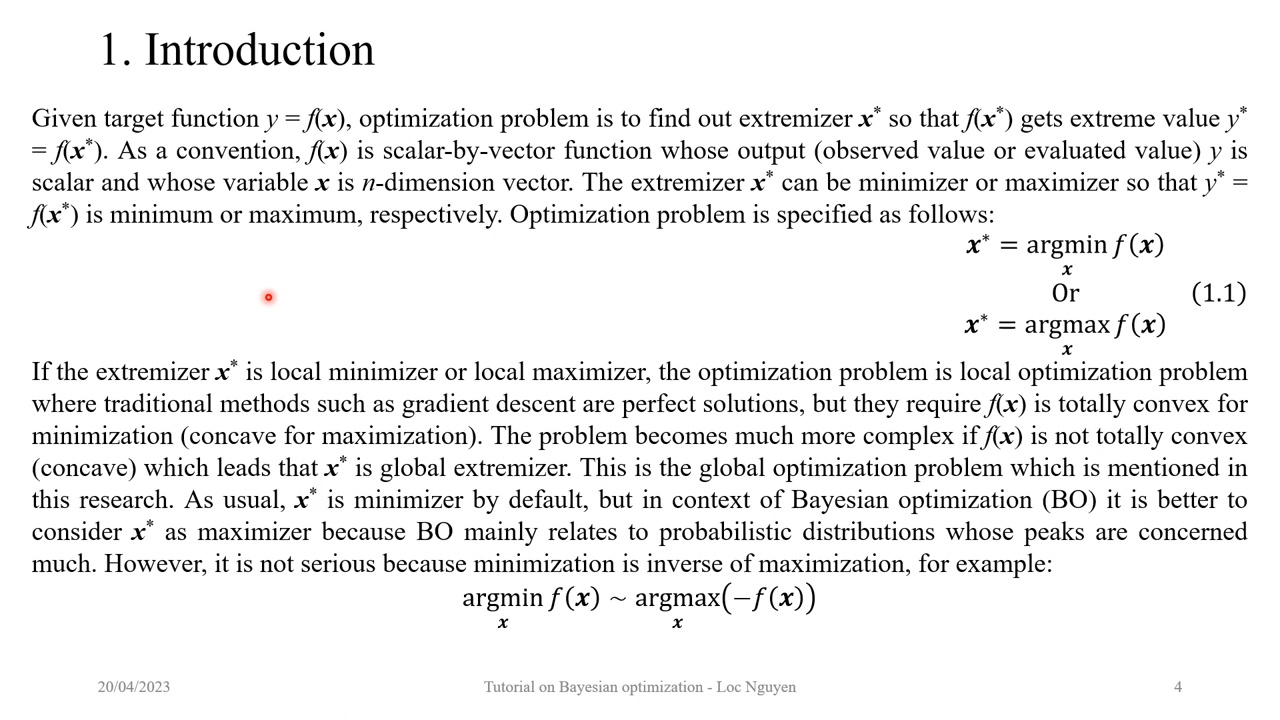 1. Introduction
Given target function y = f(x), optimization problem is to find out extremizer x* so that f(x*) gets extreme value y*
= f(x*). As a convention, f(x) is scalar-by-vector function whose output (observed value or evaluated value) y is
scalar and whose variable x is n-dimension vector. The extremizer x* can be minimizer or maximizer so that y* =
f(x*) is minimum or maximum, respectively. Optimization problem is specified as follows:
x* = argmin f(x)
x
Or (1.1)
x* = argmax f(x)
x
If the extremizer x* is local minimizer or local maximizer, the optimization problem is local optimization problem
where traditional methods such as gradient descent are perfect solutions, but they require f(x) is totally convex for
minimization (concave for maximization). The problem becomes much more complex if f(x) is not totally convex
(concave) which leads that x* is global extremizer. This is the global optimization problem which is mentioned in
this research. As usual, x* is minimizer by default, but in context of Bayesian optimization (BO) it is better to
consider x* as maximizer because BO mainly relates to probabilistic distributions whose peaks are concerned
much. However, it is not serious because minimization is inverse of maximization, for example:
argmin f(x) ~ argmax(−f(x))
x x
20/04/2023 Tutorial on Bayesian optimization - Loc Nguyen 4